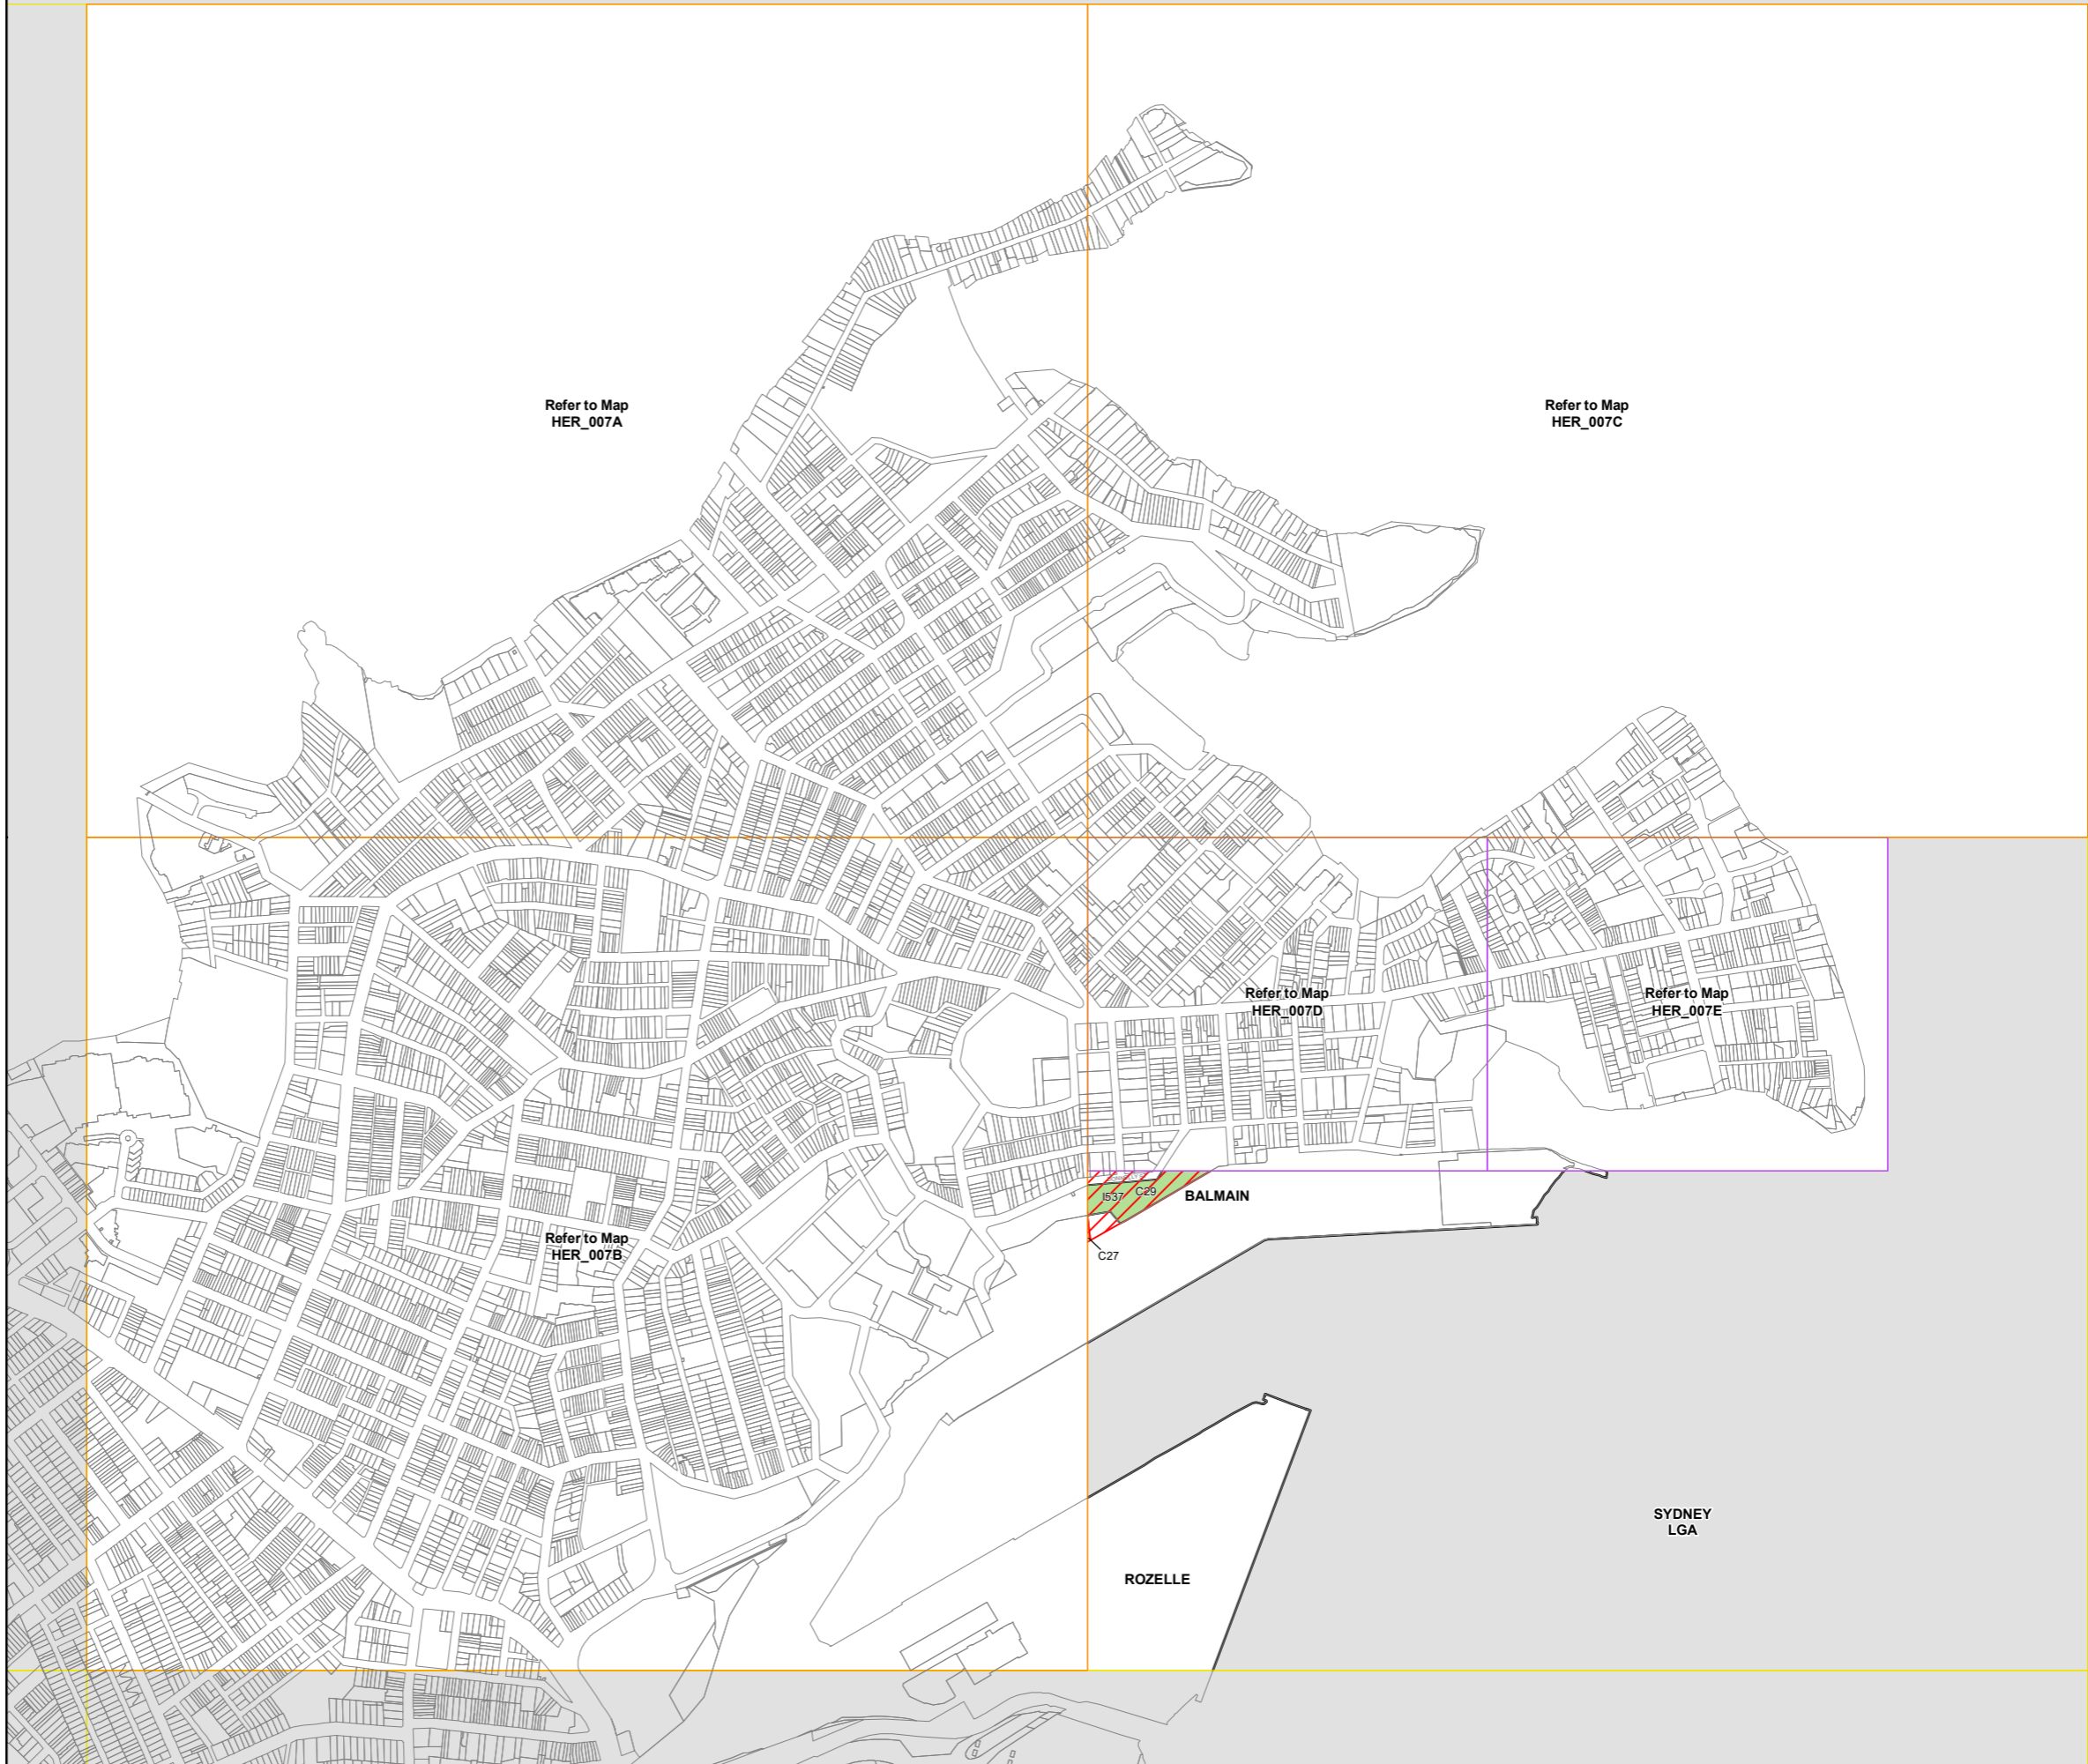 Refer to Map
HER_007A
Refer to Map
HER_007C
Refer to Map
HER_007D
Refer to Map
HER_007E
I537
C29
BALMAIN
C27
Refer to Map
HER_007B
SYDNEY
LGA
ROZELLE